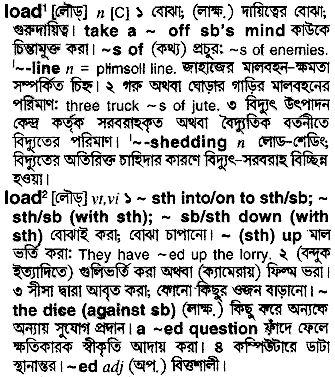 load¹ [লৌড্] n [C] ১ বোঝা; (লাক্ষ.) দায়িত্বের বোঝা;
গুরুদায়িত্ব। take a ~ off sb's mind কাউকে
চিন্তামুক্ত করা। ~s of (কথ্য) প্রচুর: ~s of enemies.
'~-line n = plimsoll line. জাহাজের মালবহন-ক্ষমতা
সম্পর্কিত চিহ্ন। ২ গরু অথবা ঘোড়ার গাড়ির মালবহনের
পরিমাণ: three truck ~s of jute. ৩ বিদ্যুৎ উৎপাদন
কেন্দ্র কর্তৃক সরবরাহকৃত অথবা বৈদ্যুতিক বর্তনীতে
বিদ্যুতের পরিমাণ। '~-shedding n লোড-শেডিং;
বিদ্যুতের অতিরিক্ত চাহিদার কারণে বিদ্যুৎ-সরবরাহ বিচ্ছিন্ন
হওয়া।
load² [লৌড্] vt,vi ১ ~ sth into/on to sth/sb; ~
sth/sb (with sth); ~ sb/sth down (with
sth) বোঝাই করা; বোঝা চাপানো। ~ (sth) up মাল
ভর্তি করা: They have ~ed up the lorry. ২ (বন্দুক
ইত্যাদিতে) গুলিভর্তি করা অথবা (ক্যামেরায়) ফিল্ম ভরা।
৩ সীসা দ্বারা আবৃত করা; কোনো কিছুর ওজন বাড়ানো। ~
the dice (against sb) (লাক্ষ.) কিছু করে অন্যকে
অন্যায় সুযোগ প্রদান। a ~ed question ফাঁদে ফেলে
ক্ষতিকারক স্বীকৃতি আদায় করা। ৪ কম্পিউটারে ডাটা
স্থানান্তর। ~ed adj (অপ.) বিত্তশালী।